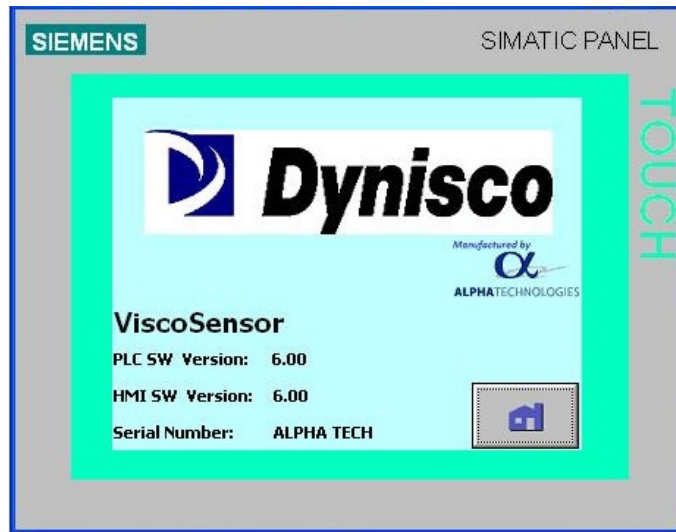 SIEMENS
SIMATIC PANEL
TOUCH
Dynisco
Manufactured by
α
ALPHATECHNOLOGIES
ViscoSensor
PLC SW Version: 6.00
HMI SW Version: 6.00
Serial Number: ALPHA TECH